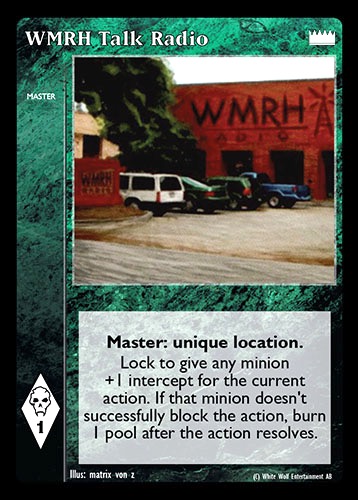 WMRH Talk Radio
MASTER
WMRH
RADIO
WMRH
RADIO
Master: unique location.
Lock to give any minion
+1 intercept for the current
action. If that minion doesn't
successfully block the action, burn
1 pool after the action resolves.
1
Illus: matrix von z
(C) White Wolf Entertainment AB